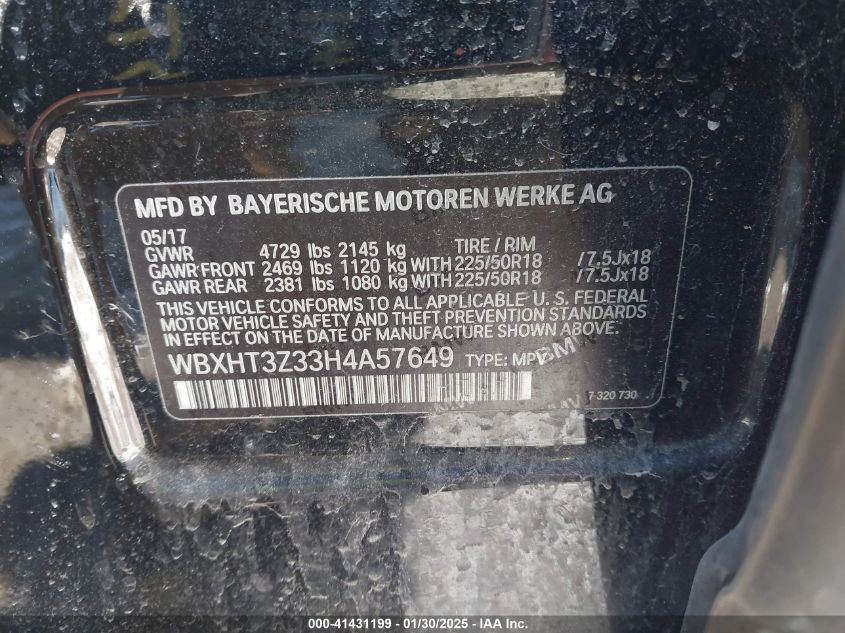 MFD BY BAYERISCHE MOTOREN WERKE AG
05/17
GVWR 4729 lbs 2145 kg TIRE / RIM
GAWR FRONT 2469 lbs 1120 kg WITH 225/50R18 /7.5Jx18
GAWR REAR 2381 lbs 1080 kg WITH 225/50R18 /7.5Jx18
THIS VEHICLE CONFORMS TO ALL APPLICABLE U. S. FEDERAL
MOTOR VEHICLE SAFETY AND THEFT PREVENTION STANDARDS
IN EFFECT ON THE DATE OF MANUFACTURE SHOWN ABOVE.
WBXHT3Z33H4A57649 TYPE: MPV
BMW
7 320 730
000-41431199 - 01/30/2025 - IAA Inc.